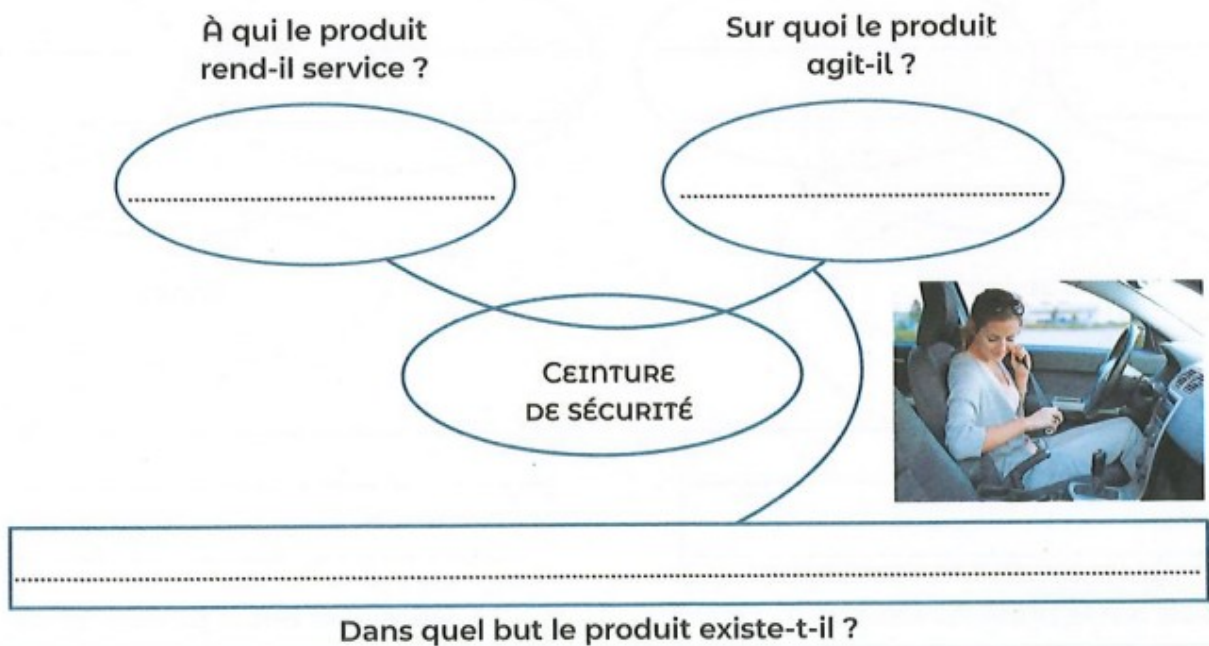 À qui le produit
rend-il service ?
Sur quoi le produit
agit-il ?
CEINTURE
DE SÉCURITÉ
Dans quel but le produit existe-t-il ?